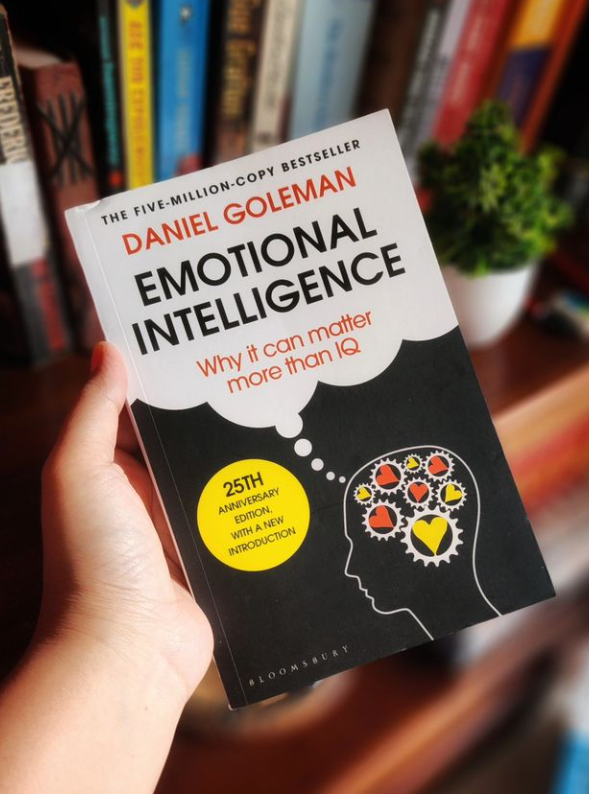 THE FIVE-MILLION-COPY BESTSELLER
DANIEL GOLEMAN
EMOTIONAL
INTELLIGENCE
Why it can matter
more than IQ
25TH
ANNIVERSARY
EDITION,
WITH A NEW
INTRODUCTION
BLOOMSBURY